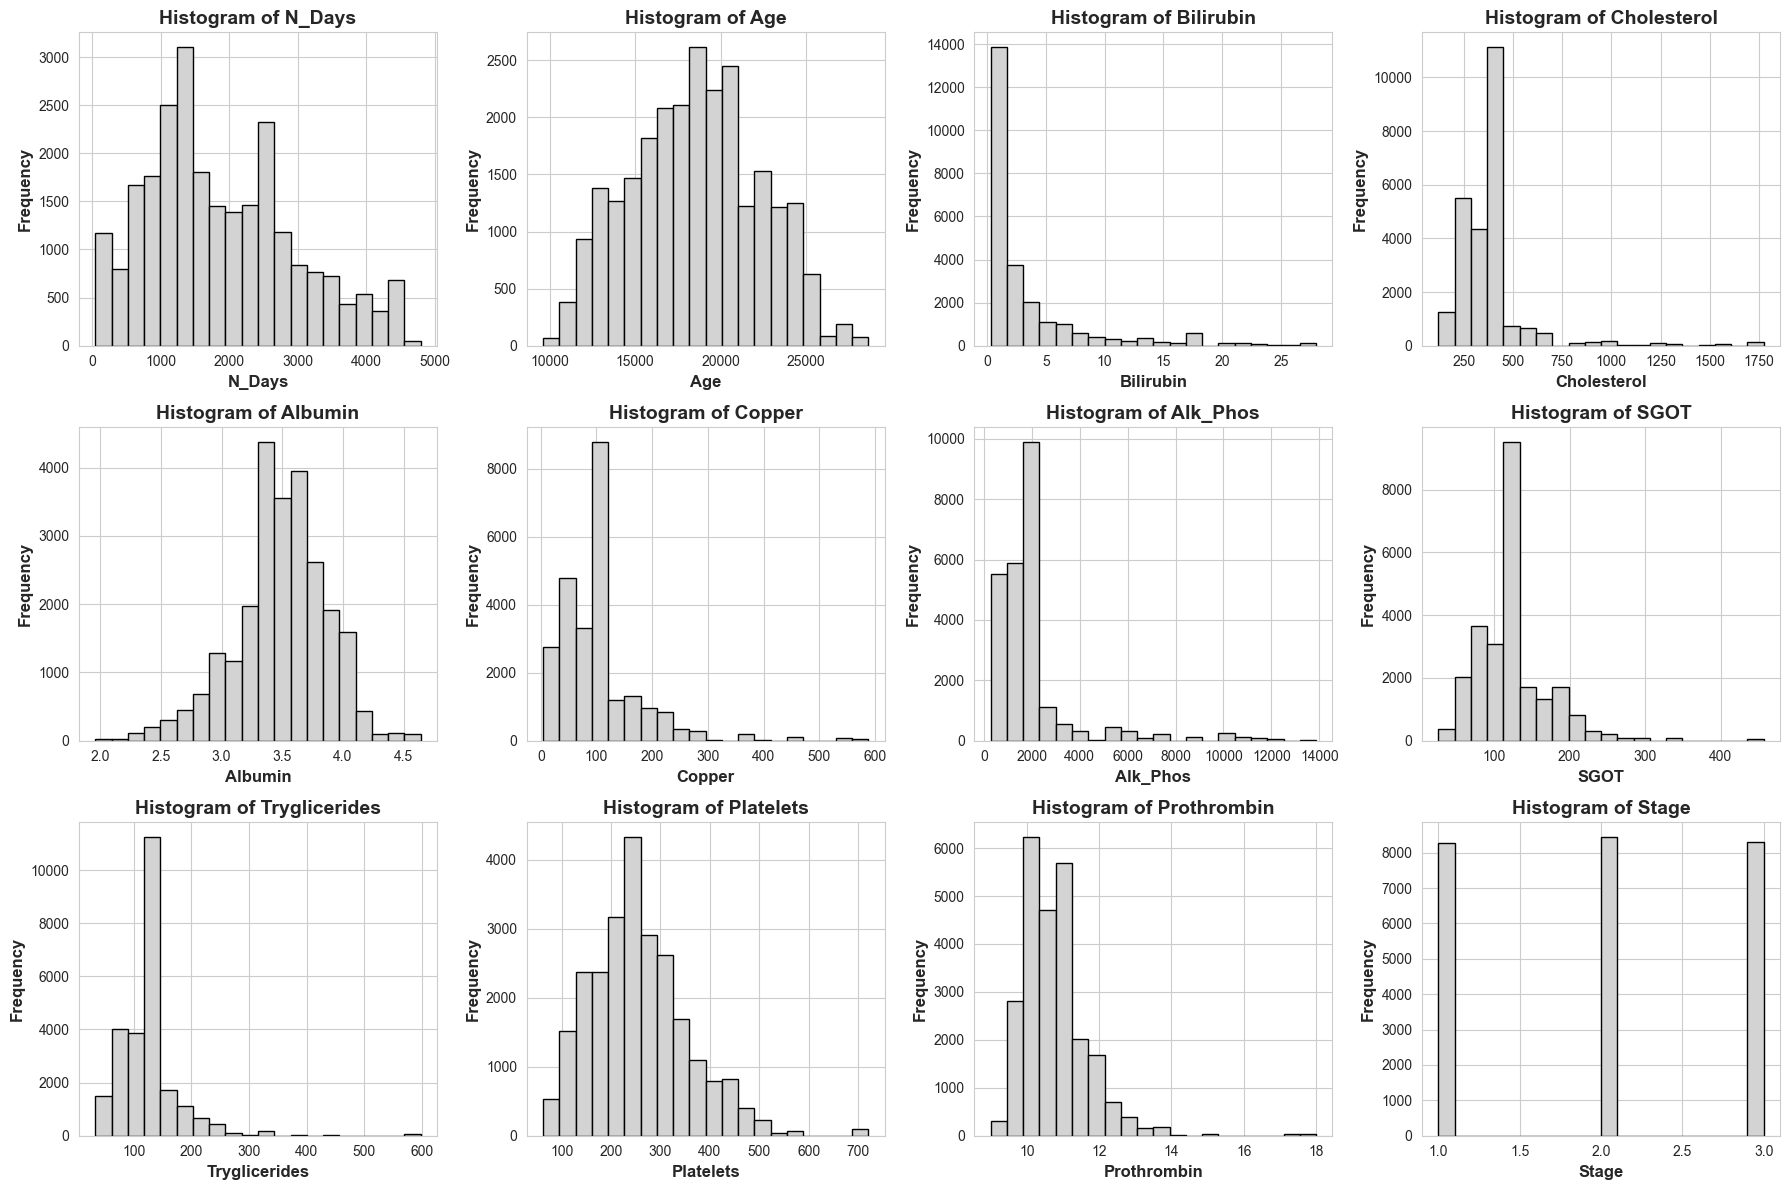 Histogram of N_Days
Frequency
3000
2500
2000
1500
1000
500
0
0 1000 2000 3000 4000 5000
N_Days
Histogram of Age
Frequency
2500
2000
1500
1000
500
0
10000 15000 20000 25000
Age
Histogram of Bilirubin
Frequency
14000
12000
10000
8000
6000
4000
2000
0
0 5 10 15 20 25
Bilirubin
Histogram of Cholesterol
Frequency
10000
8000
6000
4000
2000
0
250 500 750 1000 1250 1500 1750
Cholesterol
Histogram of Albumin
Frequency
4000
3000
2000
1000
0
2.0 2.5 3.0 3.5 4.0 4.5
Albumin
Histogram of Copper
Frequency
8000
6000
4000
2000
0
0 100 200 300 400 500 600
Copper
Histogram of Alk_Phos
Frequency
10000
8000
6000
4000
2000
0
0 2000 4000 6000 8000 10000 12000 14000
Alk_Phos
Histogram of SGOT
Frequency
8000
6000
4000
2000
0
100 200 300 400
SGOT
Histogram of Tryglicerides
Frequency
10000
8000
6000
4000
2000
0
100 200 300 400 500 600
Tryglicerides
Histogram of Platelets
Frequency
4000
3000
2000
1000
0
100 200 300 400 500 600 700
Platelets
Histogram of Prothrombin
Frequency
6000
5000
4000
3000
2000
1000
0
10 12 14 16 18
Prothrombin
Histogram of Stage
Frequency
8000
7000
6000
5000
4000
3000
2000
1000
0
1.0 1.5 2.0 2.5 3.0
Stage